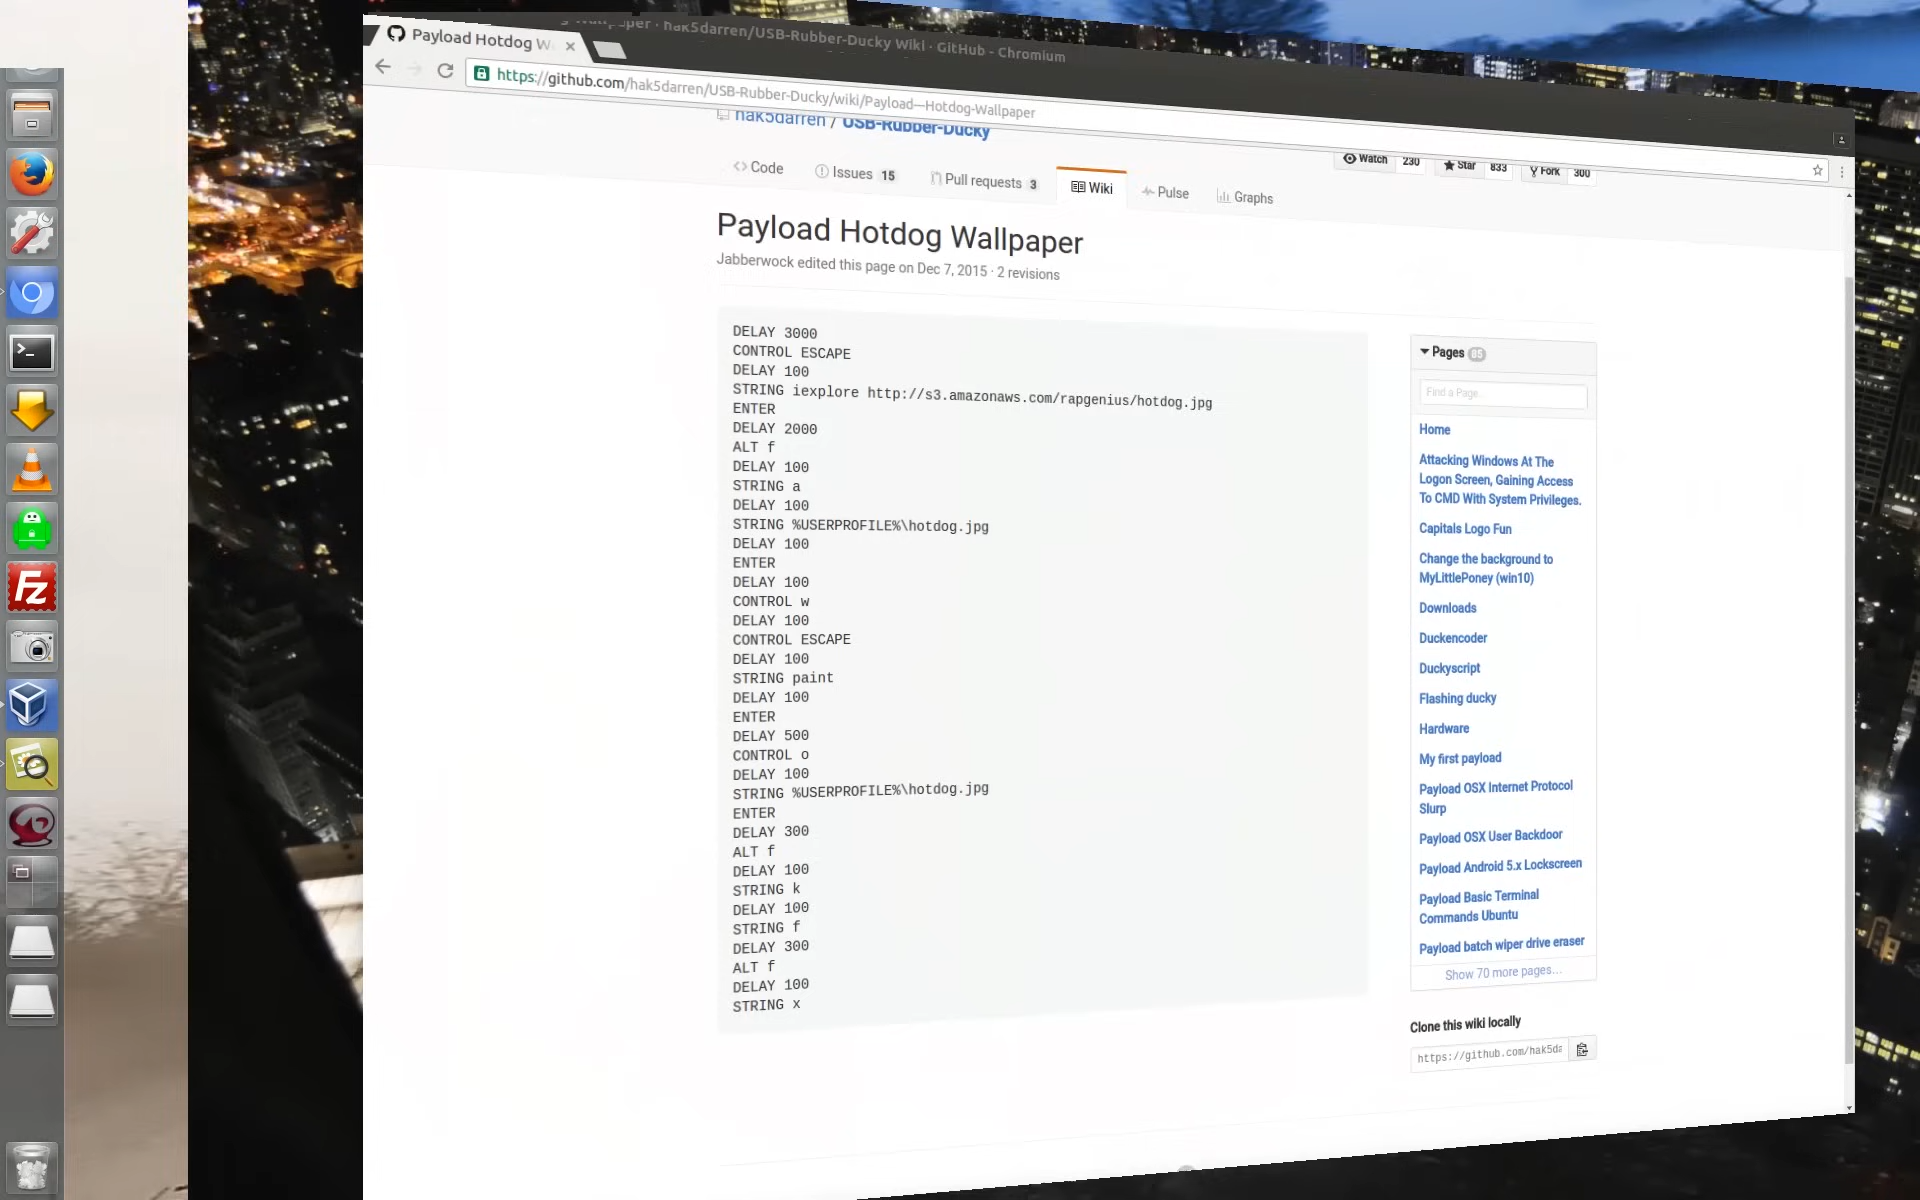 Payload Hotdog W
hak5darren/USB-Rubber-Ducky Wiki · GitHub - Chromium
https://github.com/hak5darren/USB-Rubber-Ducky/wiki/Payload---Hotdog-Wallpaper
hak5darren / USB-Rubber-Ducky
Watch 230 Star 833 Fork 300
Code Issues 15 Pull requests 3 Wiki Pulse Graphs
Payload Hotdog Wallpaper
Jabberwock edited this page on Dec 7, 2015 · 2 revisions
DELAY 3000
CONTROL ESCAPE
DELAY 100
STRING iexplore http://s3.amazonaws.com/rapgenius/hotdog.jpg
ENTER
DELAY 2000
ALT f
DELAY 100
STRING a
DELAY 100
STRING %USERPROFILE%\hotdog.jpg
DELAY 100
ENTER
DELAY 100
CONTROL w
DELAY 100
CONTROL ESCAPE
DELAY 100
STRING paint
DELAY 100
ENTER
DELAY 500
CONTROL o
DELAY 100
STRING %USERPROFILE%\hotdog.jpg
ENTER
DELAY 300
ALT f
DELAY 100
STRING k
DELAY 100
STRING f
DELAY 300
ALT f
DELAY 100
STRING x
Pages 85
Find a Page...
Home
Attacking Windows At The
Logon Screen, Gaining Access
To CMD With System Privileges.
Capitals Logo Fun
Change the background to
MyLittlePoney (win10)
Downloads
Duckencoder
Duckyscript
Flashing ducky
Hardware
My first payload
Payload OSX Internet Protocol
Slurp
Payload OSX User Backdoor
Payload Android 5.x Lockscreen
Payload Basic Terminal
Commands Ubuntu
Payload batch wiper drive eraser
Show 70 more pages...
Clone this wiki locally
https://github.com/hak5da
Fz